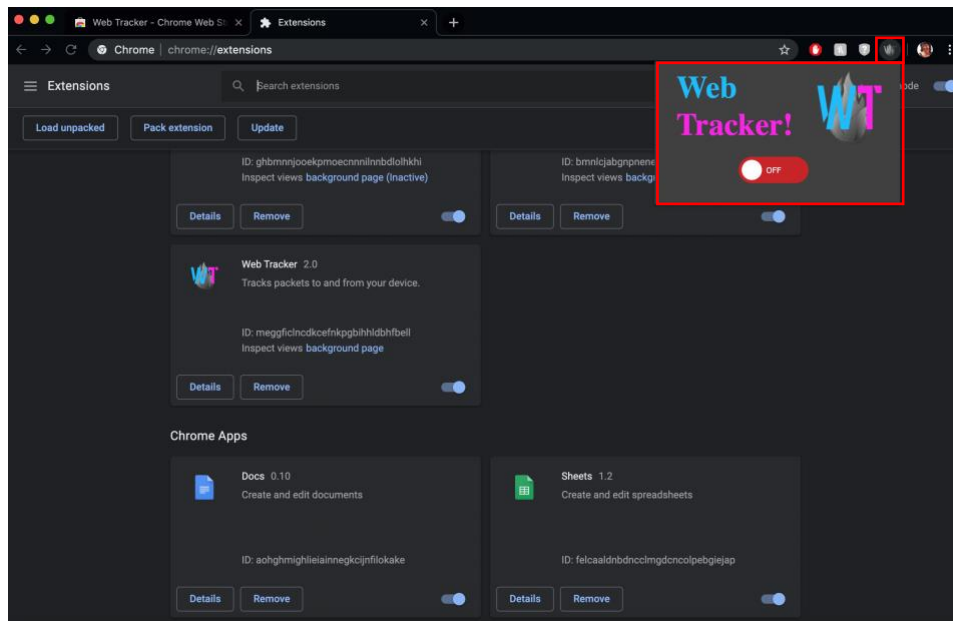 Web Tracker - Chrome Web St
Extensions
Chrome | chrome://extensions
Extensions
Search extensions
ode
Load unpacked
Pack extension
Update
Web
Tracker!
WT
OFF
ID: ghbmnnjooekpmoecnnnilnnbdlolhkhi
Inspect views background page (Inactive)
Details
Remove
ID: bmnlcjabgnpnene
Inspect views backgr
Details
Remove
WT
Web Tracker 2.0
Tracks packets to and from your device.
ID: meggficlncdkcefnkpgbihhldbhfbell
Inspect views background page
Details
Remove
Chrome Apps
Docs 0.10
Create and edit documents
ID: aohghmighlieiainnegkcijnfilokake
Details
Remove
Sheets 1.2
Create and edit spreadsheets
ID: felcaaldnbdncclmgdcncolpebgiejap
Details
Remove